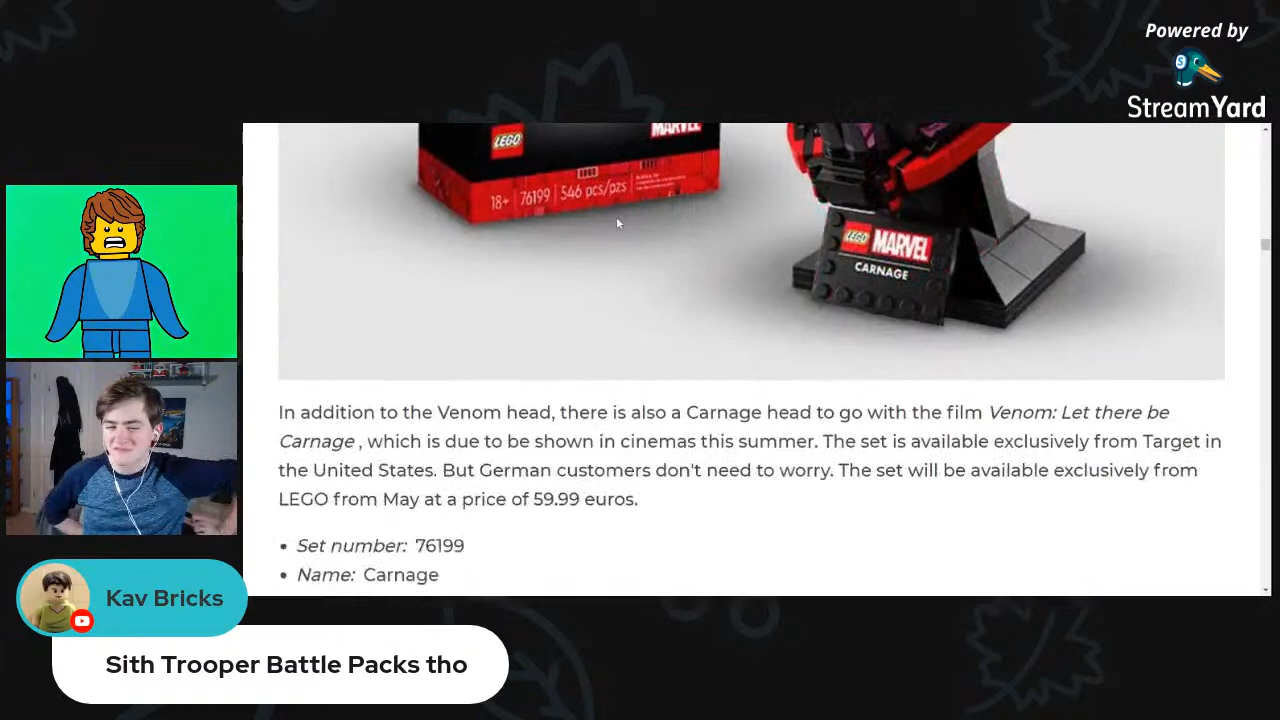 Powered by
StreamYard
LEGO
MARVEL
18+ 76199 546 pcs/pzs
LEGO MARVEL
CARNAGE
In addition to the Venom head, there is also a Carnage head to go with the film Venom: Let there be
Carnage , which is due to be shown in cinemas this summer. The set is available exclusively from Target in
the United States. But German customers don't need to worry. The set will be available exclusively from
LEGO from May at a price of 59.99 euros.
• Set number: 76199
• Name: Carnage
Kav Bricks
Sith Trooper Battle Packs tho